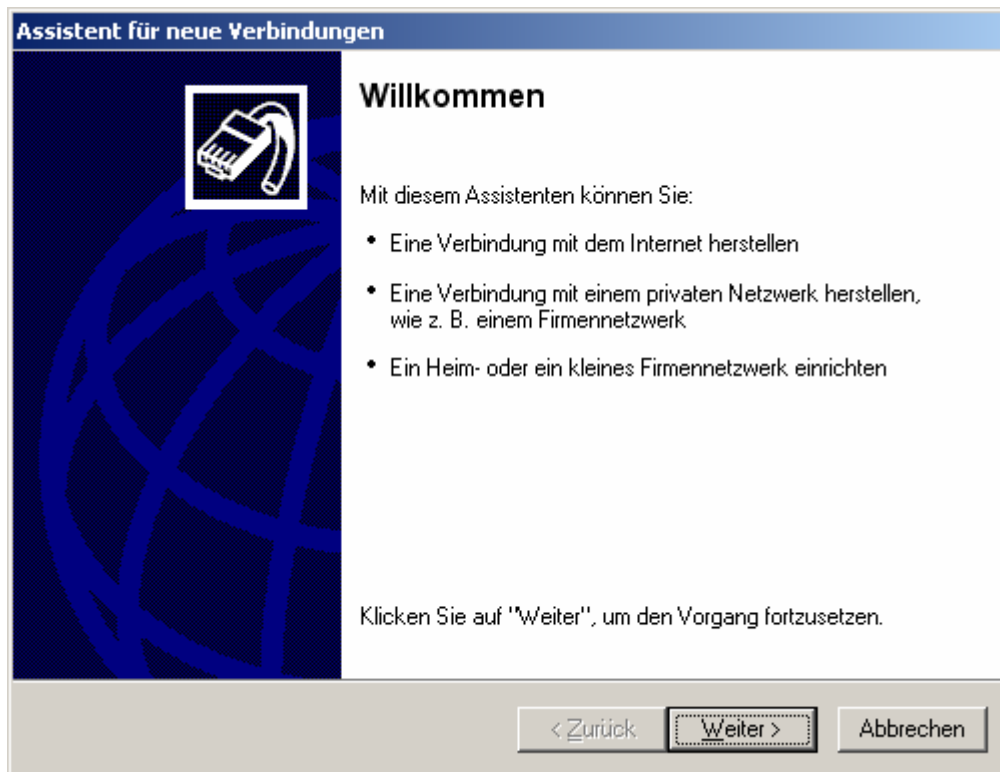 Assistent für neue Verbindungen
Willkommen
Mit diesem Assistenten können Sie:
• Eine Verbindung mit dem Internet herstellen
• Eine Verbindung mit einem privaten Netzwerk herstellen,
wie z. B. einem Firmennetzwerk
• Ein Heim- oder ein kleines Firmennetzwerk einrichten
Klicken Sie auf "Weiter", um den Vorgang fortzusetzen.
< Zurück Weiter > Abbrechen